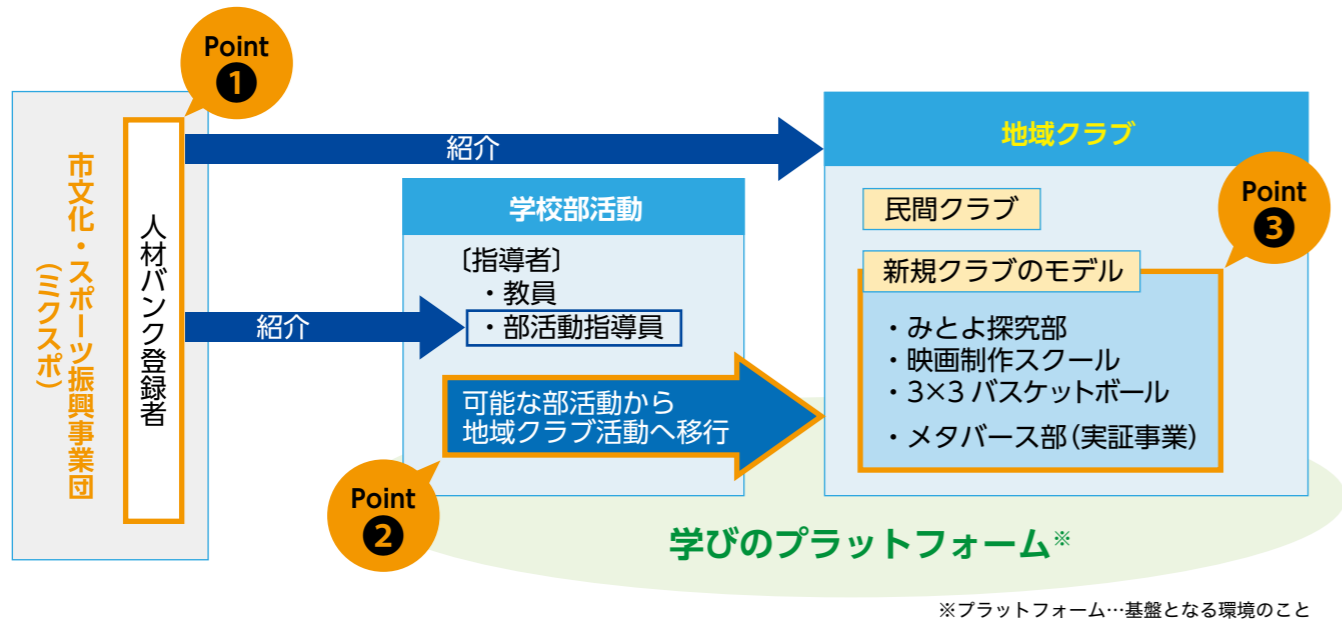 Point
❶
市文化・スポーツ振興事業団
(ミクスポ)
人材バンク登録者
紹介
紹介
学校部活動
〔指導者〕
・教員
・部活動指導員
可能な部活動から
地域クラブ活動へ移行
Point
❷
地域クラブ
民間クラブ
新規クラブのモデル
・みとよ探究部
・映画制作スクール
・3×3 バスケットボール
・メタバース部(実証事業)
Point
❸
学びのプラットフォーム※
※プラットフォーム…基盤となる環境のこと